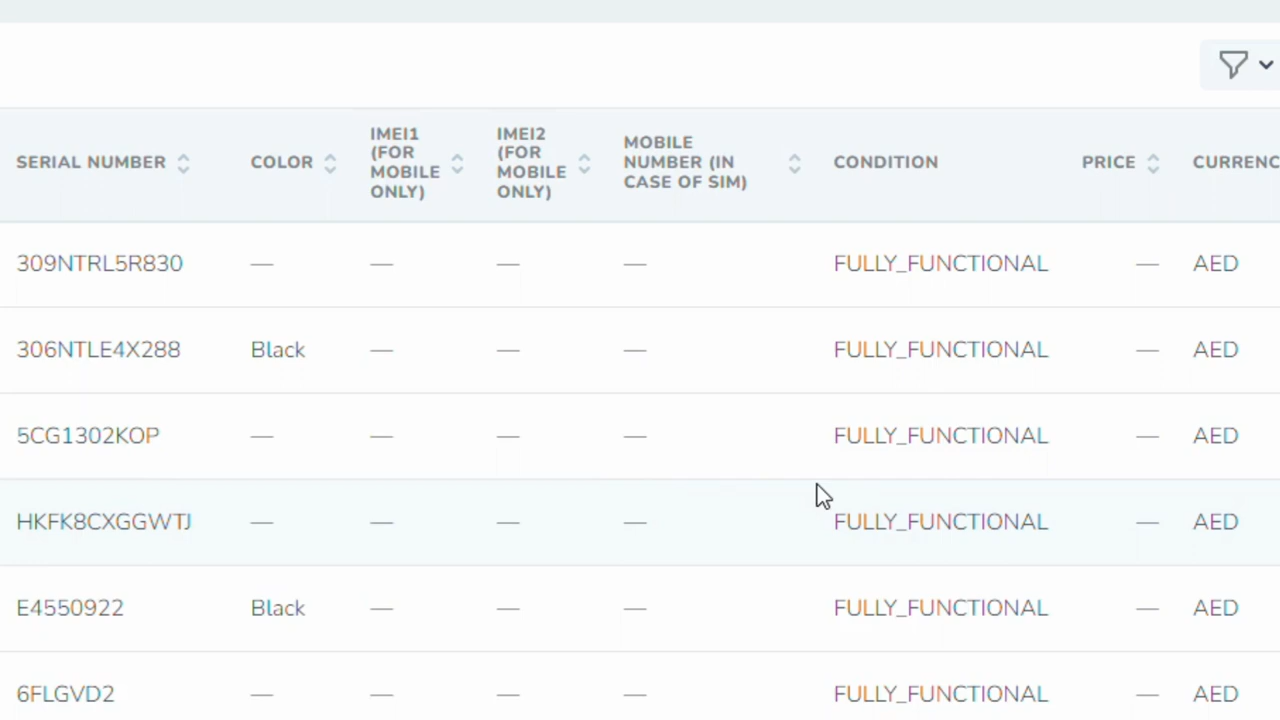 SERIAL NUMBER COLOR IMEI1 (FOR MOBILE ONLY) IMEI2 (FOR MOBILE ONLY) MOBILE NUMBER (IN CASE OF SIM) CONDITION PRICE CURRENC
309NTRL5R830 — — — — FULLY_FUNCTIONAL — AED
306NTLE4X288 Black — — — FULLY_FUNCTIONAL — AED
5CG1302KOP — — — — FULLY_FUNCTIONAL — AED
HKFK8CXGGWTJ — — — — FULLY_FUNCTIONAL — AED
E4550922 Black — — — FULLY_FUNCTIONAL — AED
6FLGVD2 — — — — FULLY_FUNCTIONAL — AED